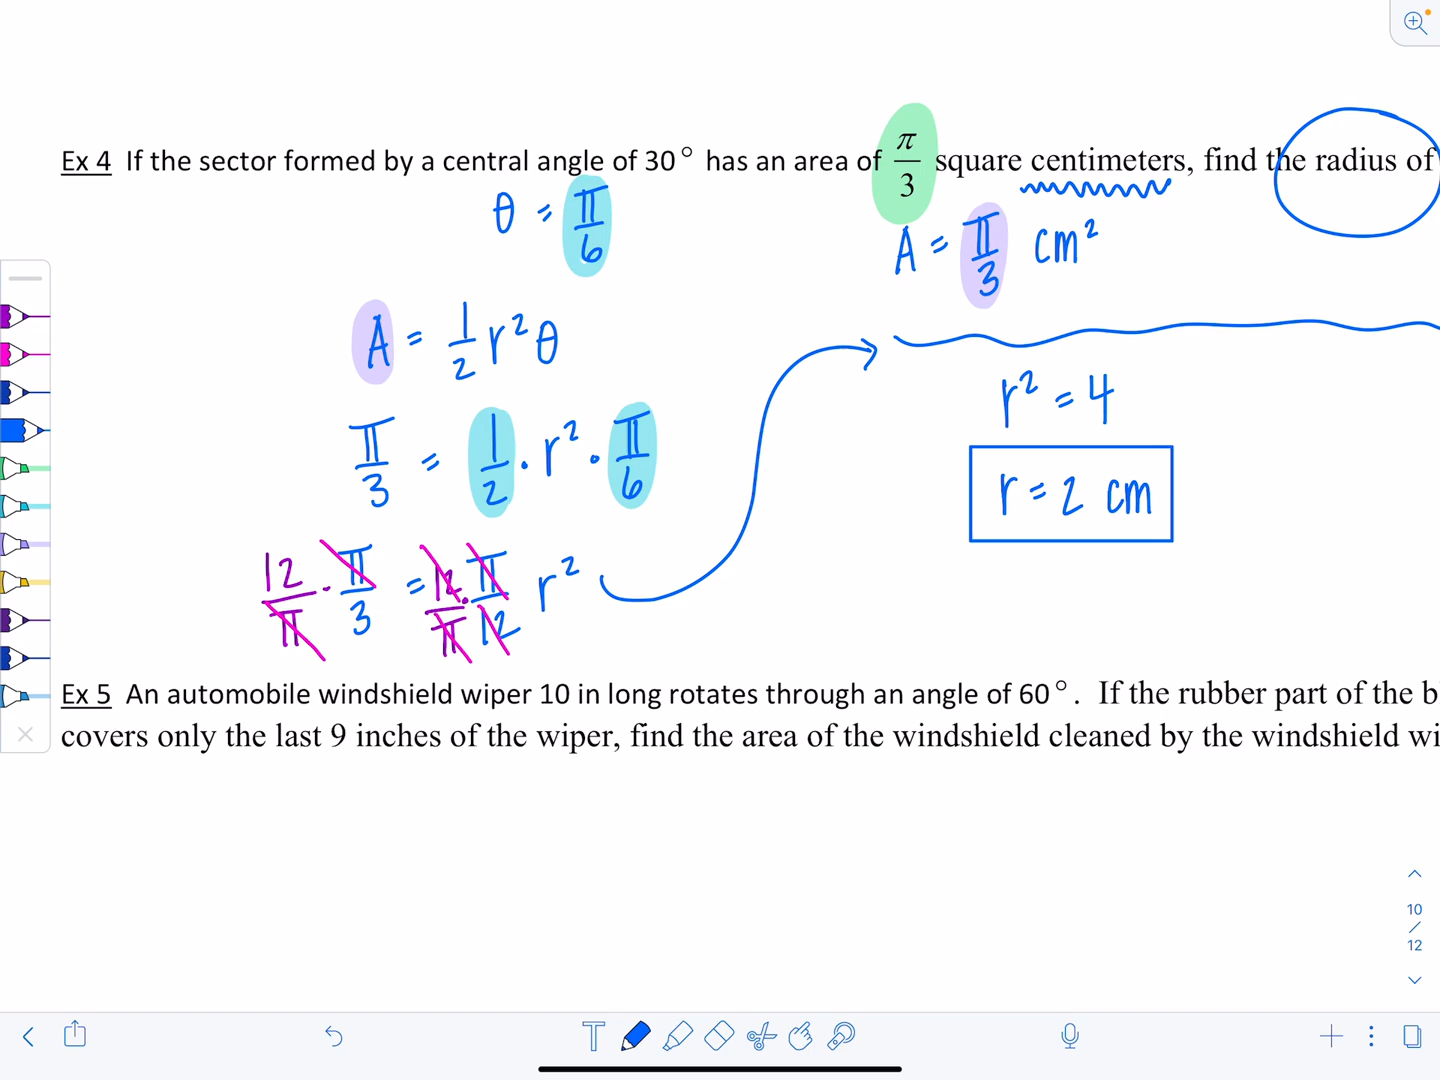 Ex 4 If the sector formed by a central angle of 30° has an area of π/3 square centimeters, find the radius of
θ = π/6
A = π/3 cm²
A = 1/2 r²θ
π/3 = 1/2 · r² · π/6
12/π · π/3 = 12/π · π/12 r²
r² = 4
r = 2 cm
Ex 5 An automobile windshield wiper 10 in long rotates through an angle of 60°. If the rubber part of the b
covers only the last 9 inches of the wiper, find the area of the windshield cleaned by the windshield wi
10
/
12
T